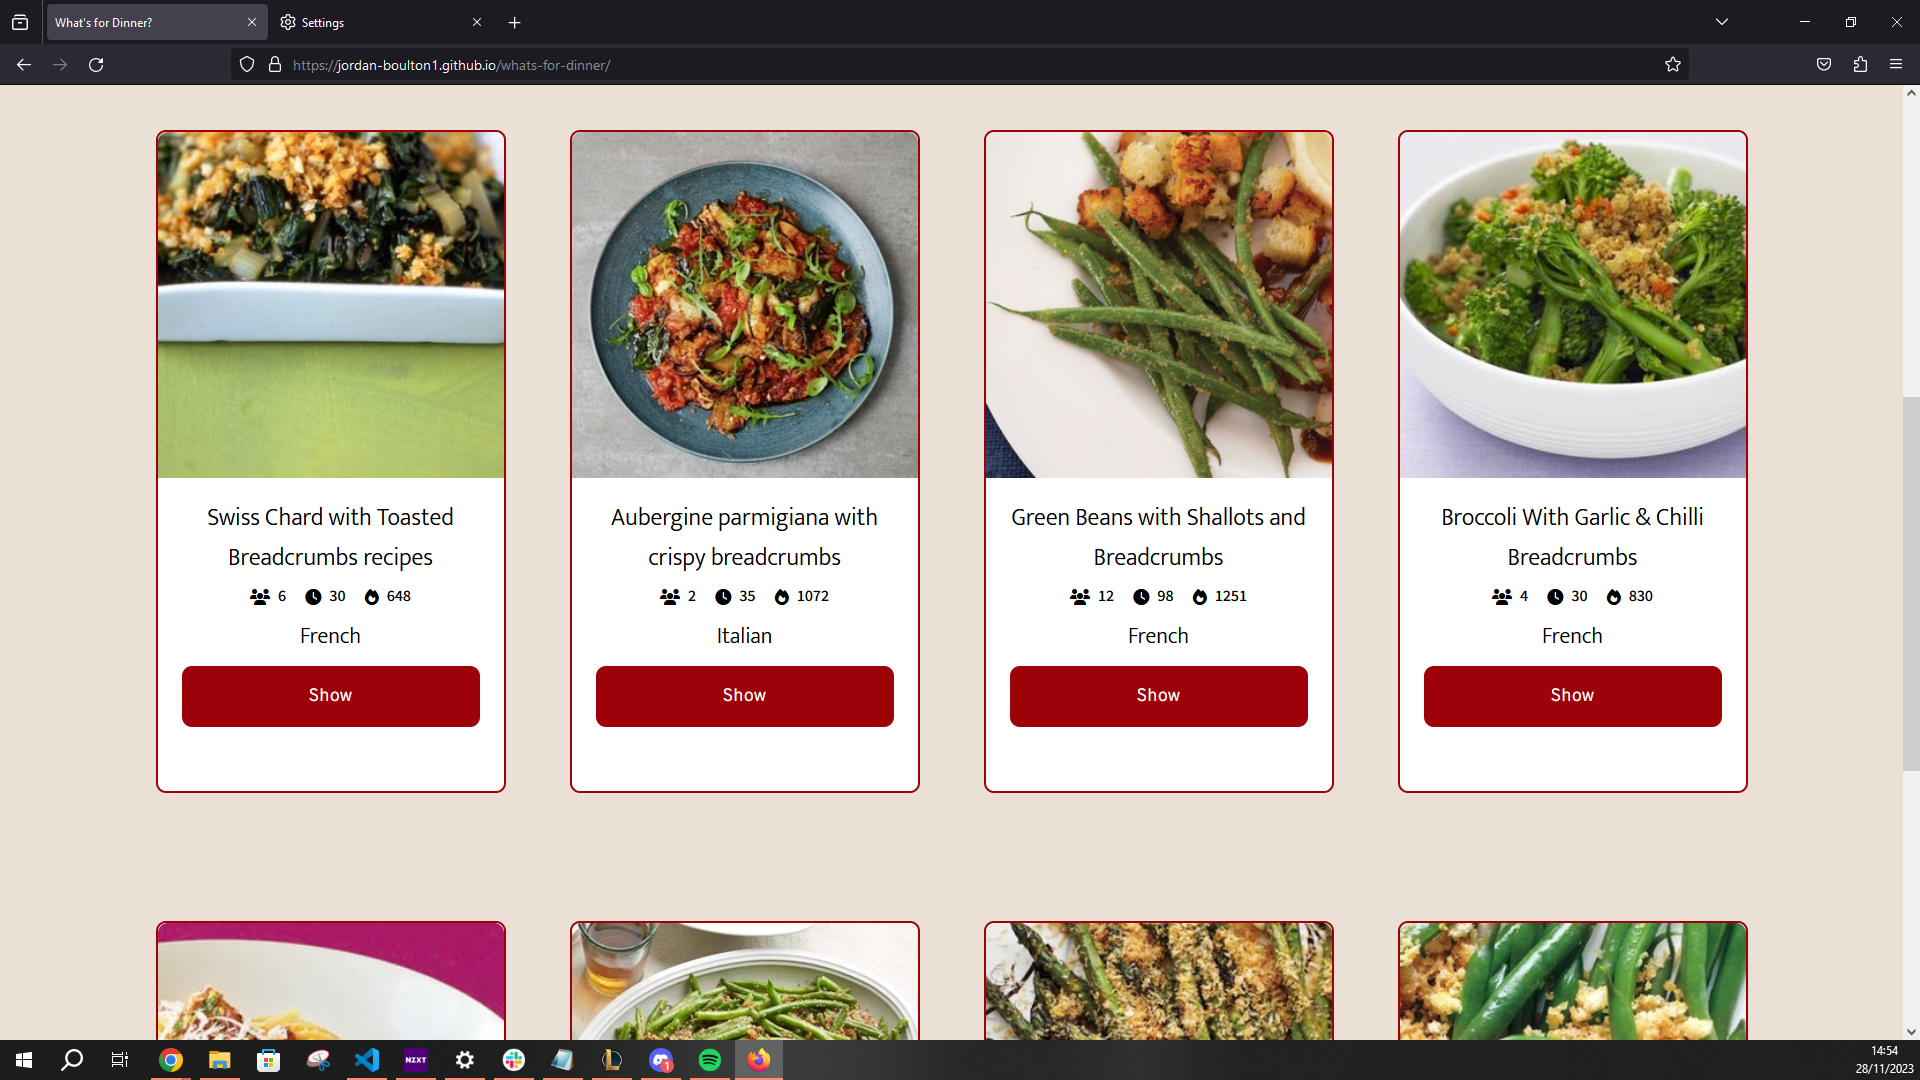 What's for Dinner?
Settings
https://jordan-boulton1.github.io/whats-for-dinner/
Swiss Chard with Toasted
Breadcrumbs recipes
6 30 648
French
Show
Aubergine parmigiana with
crispy breadcrumbs
2 35 1072
Italian
Show
Green Beans with Shallots and
Breadcrumbs
12 98 1251
French
Show
Broccoli With Garlic & Chilli
Breadcrumbs
4 30 830
French
Show
NZXT
1
14:54
28/11/2023